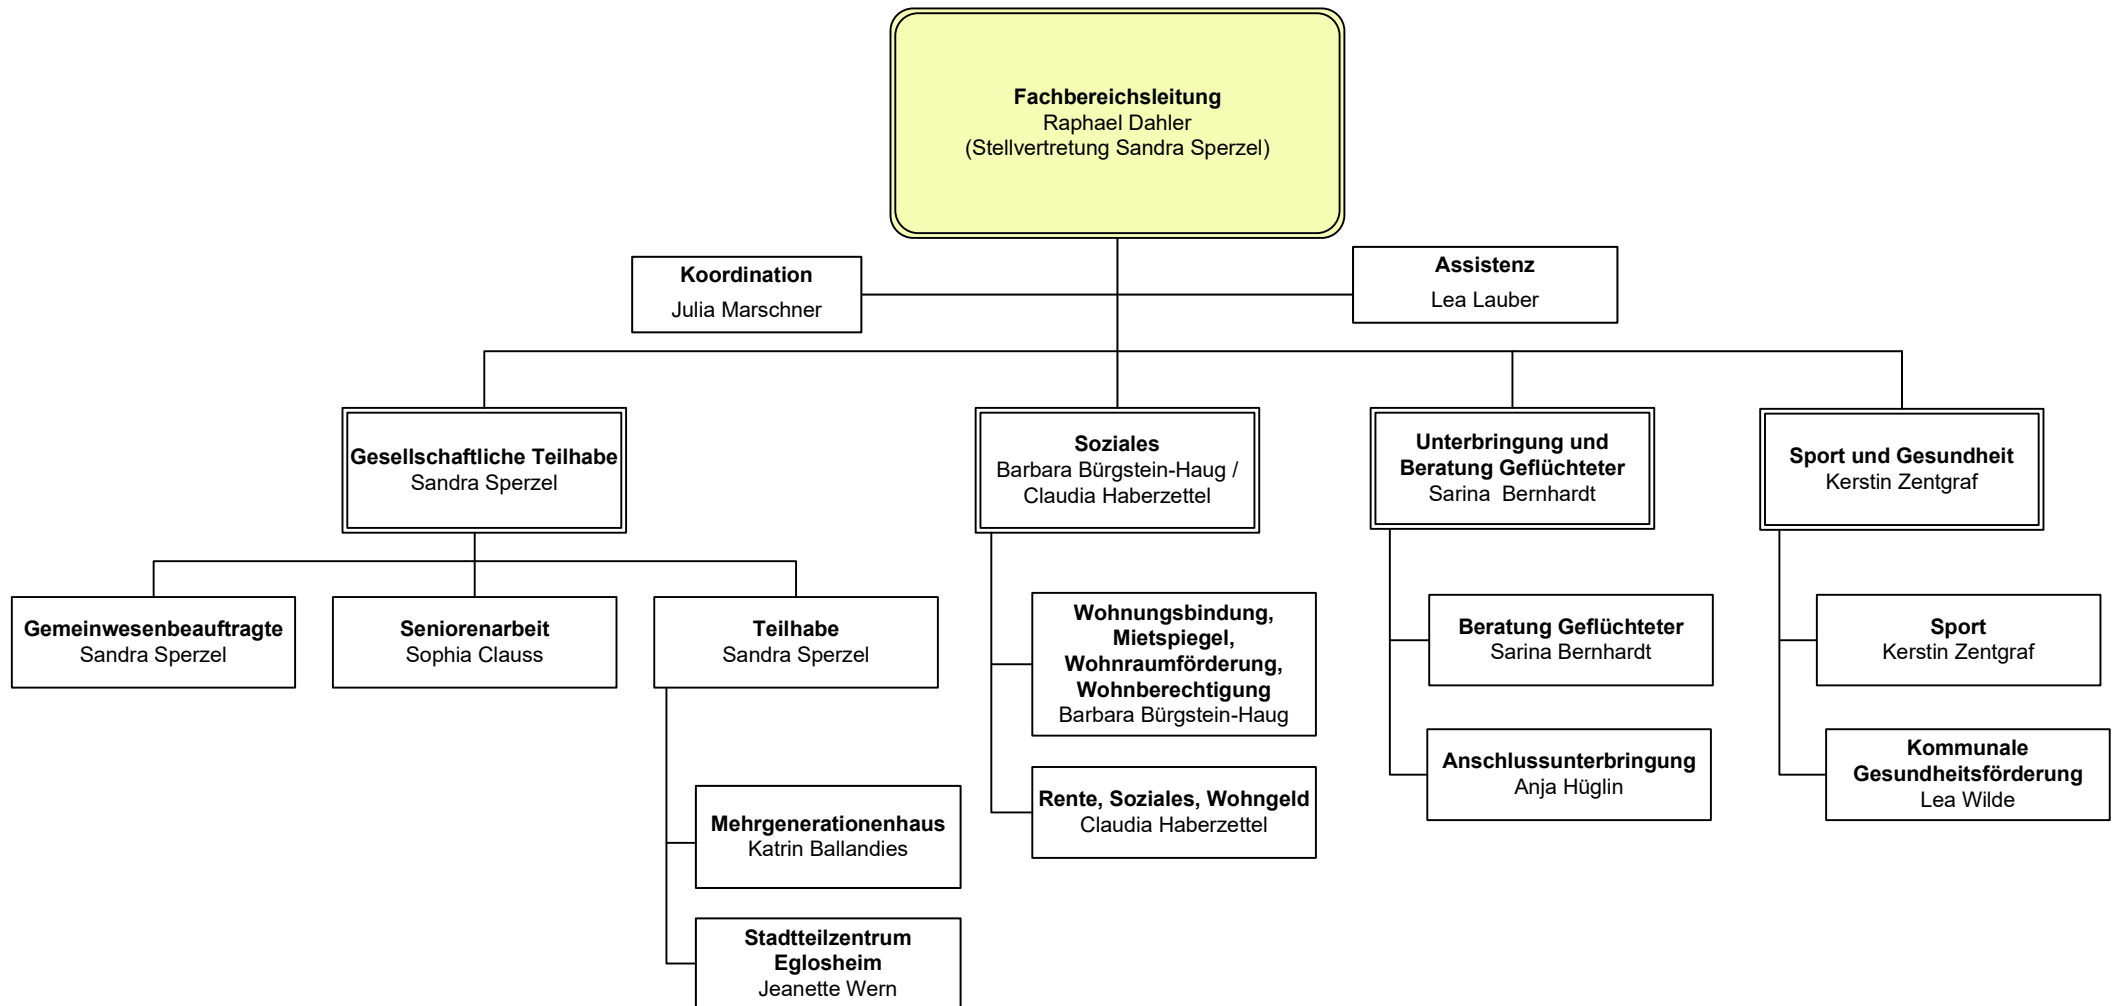 Fachbereichsleitung
Raphael Dahler
(Stellvertretung Sandra Sperzel)
Koordination
Julia Marschner
Assistenz
Lea Lauber
Gesellschaftliche Teilhabe
Sandra Sperzel
Soziales
Barbara Bürgstein-Haug /
Claudia Haberzettel
Unterbringung und
Beratung Geflüchteter
Sarina  Bernhardt
Sport und Gesundheit
Kerstin Zentgraf
Gemeinwesenbeauftragte
Sandra Sperzel
Seniorenarbeit
Sophia Clauss
Teilhabe
Sandra Sperzel
Mehrgenerationenhaus
Katrin Ballandies
Stadtteilzentrum
Eglosheim
Jeanette Wern
Wohnungsbindung,
Mietspiegel,
Wohnraumförderung,
Wohnberechtigung
Barbara Bürgstein-Haug
Rente, Soziales, Wohngeld
Claudia Haberzettel
Beratung Geflüchteter
Sarina Bernhardt
Anschlussunterbringung
Anja Hüglin
Sport
Kerstin Zentgraf
Kommunale
Gesundheitsförderung
Lea Wilde